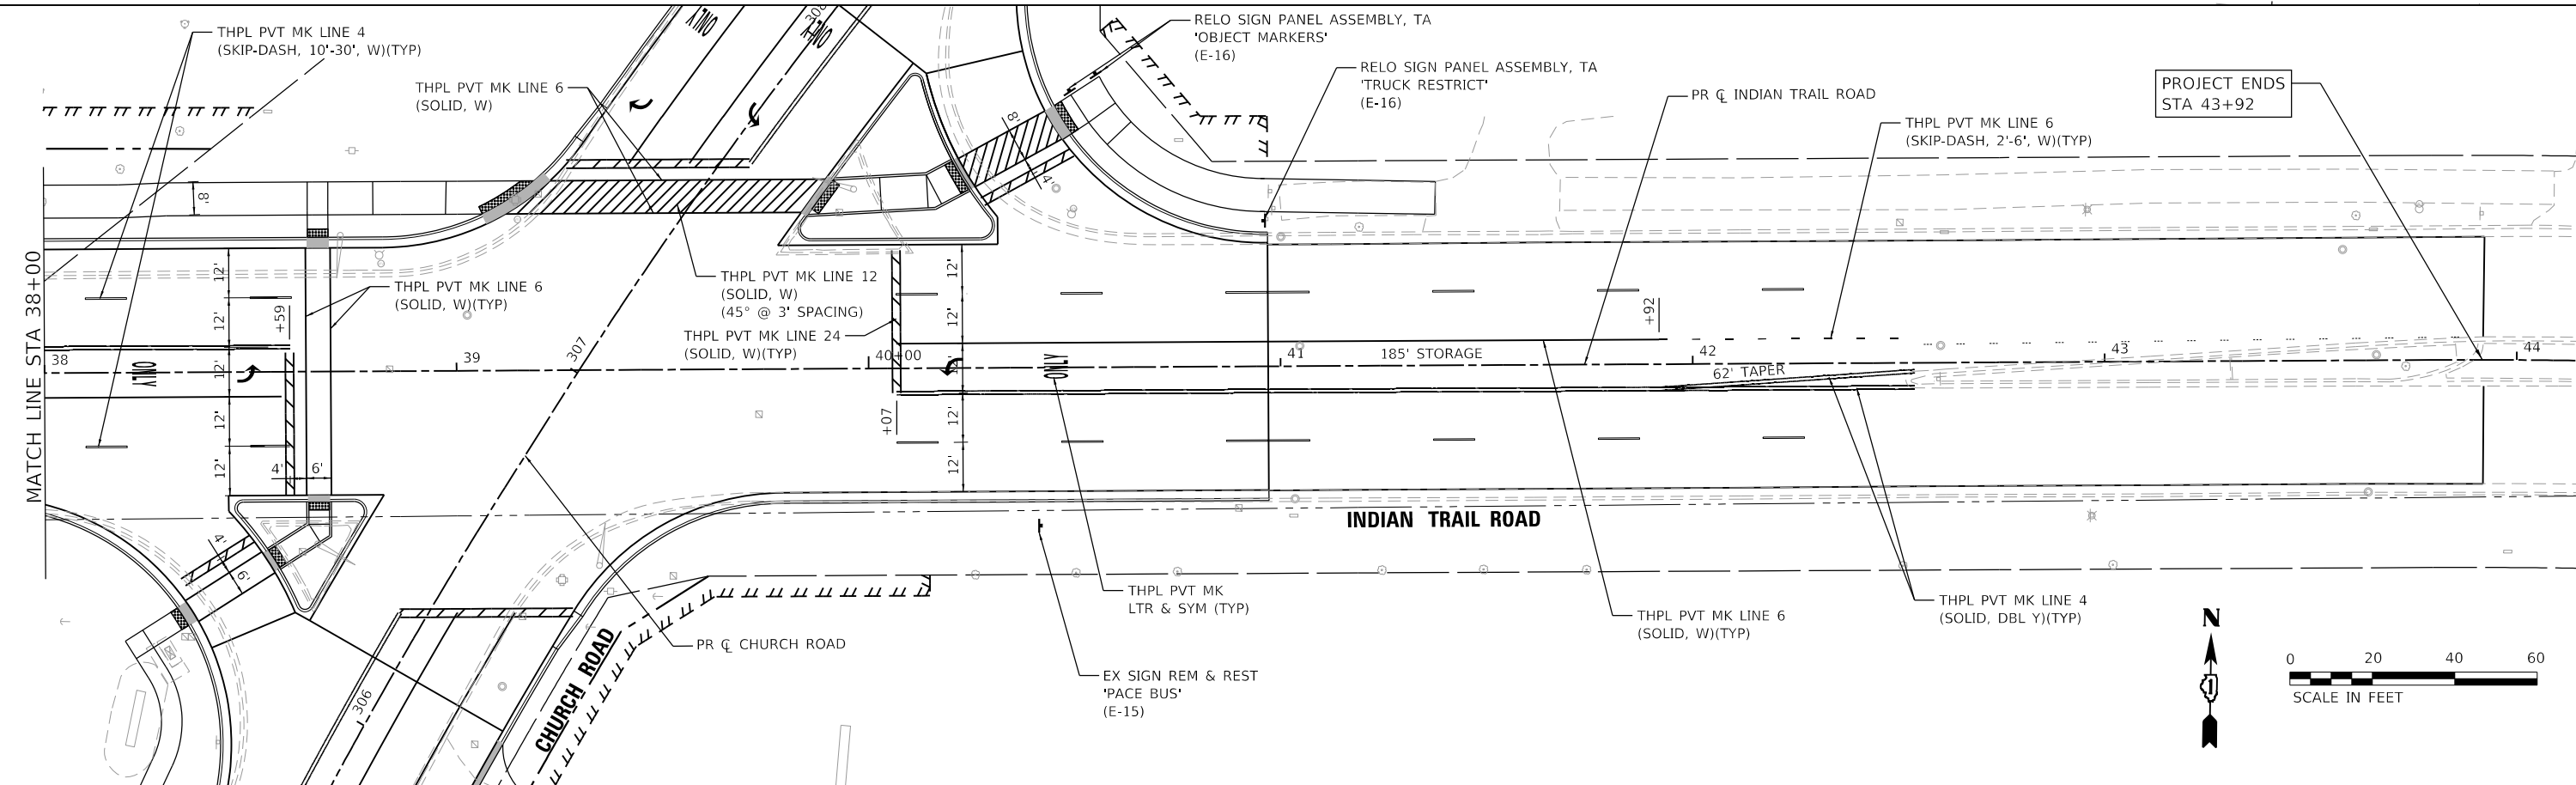 THPL PVT MK LINE 4
(SKIP-DASH, 10'-30', W)(TYP)
ONLY
ONLY
308
RELO SIGN PANEL ASSEMBLY, TA
'OBJECT MARKERS'
(E-16)
RELO SIGN PANEL ASSEMBLY, TA
'TRUCK RESTRICT'
(E-16)
THPL PVT MK LINE 6
(SOLID, W)
PR ℄ INDIAN TRAIL ROAD
PROJECT ENDS
STA 43+92
THPL PVT MK LINE 6
(SKIP-DASH, 2'-6', W)(TYP)
8'
4'
8'
MATCH LINE STA 38+00
12'
12'
12'
12'
12'
+59
THPL PVT MK LINE 6
(SOLID, W)(TYP)
THPL PVT MK LINE 12
(SOLID, W)
(45° @ 3' SPACING)
THPL PVT MK LINE 24
(SOLID, W)(TYP)
12'
12'
12'
12'
12'
+92
38
ONLY
39
307
40+00
ONLY
41
185' STORAGE
42
43
44
62' TAPER
+07
4'
6'
INDIAN TRAIL ROAD
4'
6'
THPL PVT MK
LTR & SYM (TYP)
THPL PVT MK LINE 6
(SOLID, W)(TYP)
THPL PVT MK LINE 4
(SOLID, DBL Y)(TYP)
PR ℄ CHURCH ROAD
EX SIGN REM & REST
'PACE BUS'
(E-15)
306
CHURCH ROAD
N
1
0 20 40 60
SCALE IN FEET